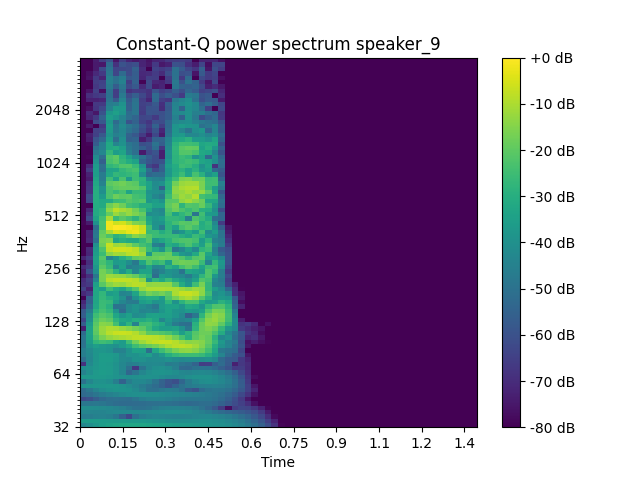 Constant-Q power spectrum speaker_9
Hz
2048
1024
512
256
128
64
32
0 0.15 0.3 0.45 0.6 0.75 0.9 1.1 1.2 1.4
Time
+0 dB
-10 dB
-20 dB
-30 dB
-40 dB
-50 dB
-60 dB
-70 dB
-80 dB